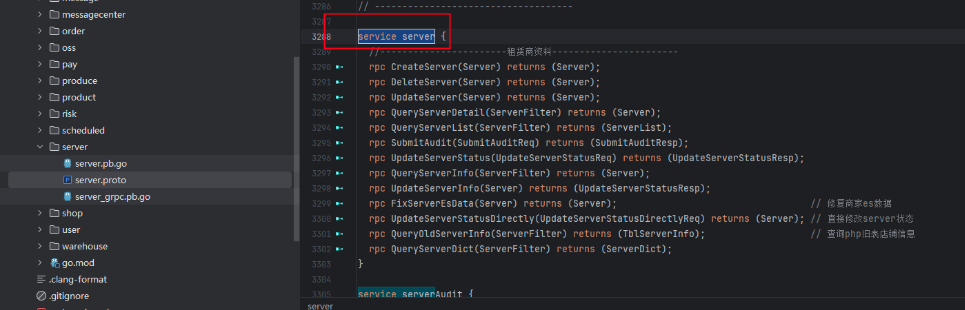 message
messagecenter
order
oss
pay
produce
product
risk
scheduled
server
server.pb.go
server.proto
server_grpc.pb.go
shop
user
warehouse
go.mod
.clang-format
.gitignore
3286 // ------------------------------------
3287
3288 service server {
3289 //-----------------------租赁商资料-----------------------
3290 rpc CreateServer(Server) returns (Server);
3291 rpc DeleteServer(Server) returns (Server);
3292 rpc UpdateServer(Server) returns (Server);
3293 rpc QueryServerDetail(ServerFilter) returns (Server);
3294 rpc QueryServerList(ServerFilter) returns (ServerList);
3295 rpc SubmitAudit(SubmitAuditReq) returns (SubmitAuditResp);
3296 rpc UpdateServerStatus(UpdateServerStatusReq) returns (UpdateServerStatusResp);
3297 rpc QueryServerInfo(ServerFilter) returns (Server);
3298 rpc UpdateServerInfo(Server) returns (UpdateServerStatusResp);
3299 rpc FixServerEsData(Server) returns (Server); // 修复商家es数据
3300 rpc UpdateServerStatusDirectly(UpdateServerStatusDirectlyReq) returns (Server); // 直接修改server状态
3301 rpc QueryOldServerInfo(ServerFilter) returns (TblServerInfo); // 查询php旧表店铺信息
3302 rpc QueryServerDict(ServerFilter) returns (ServerDict);
3303 }
3304
3305 service serverAudit {
server